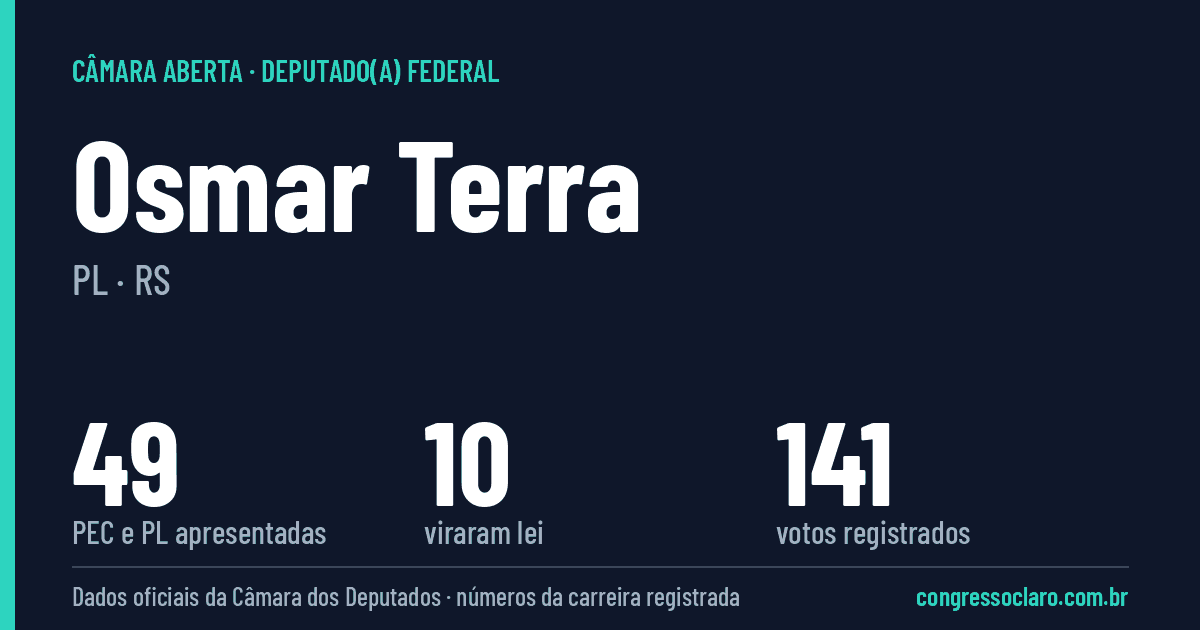 CÂMARA ABERTA · DEPUTADO(A) FEDERAL
Osmar Terra
PL · RS
49 10 141
PEC e PL apresentadas viraram lei votos registrados
Dados oficiais da Câmara dos Deputados · números da carreira registrada congressoclaro.com.br